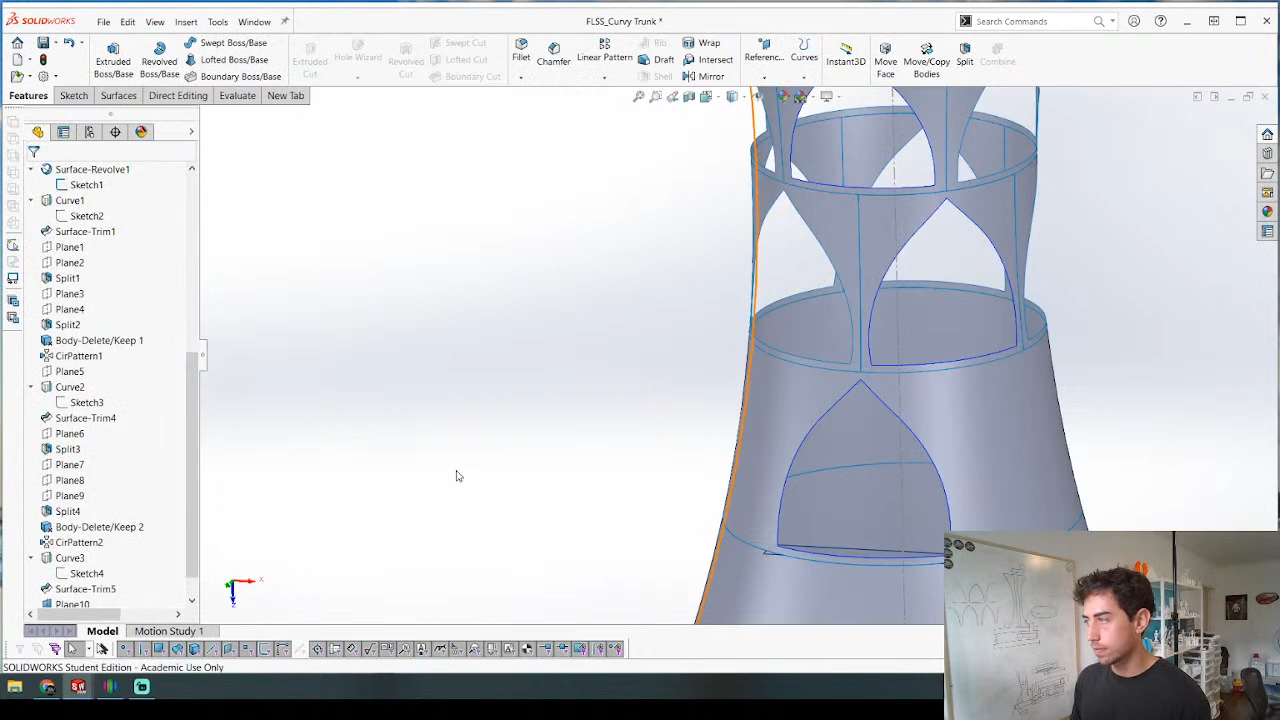 SOLIDWORKS File Edit View Insert Tools Window FLSS_Curvy Trunk * Search Commands
Extruded Boss/Base
Revolved Boss/Base
Swept Boss/Base
Lofted Boss/Base
Boundary Boss/Base
Extruded Cut
Hole Wizard
Revolved Cut
Swept Cut
Lofted Cut
Boundary Cut
Fillet
Chamfer
Linear Pattern
Rib
Draft
Shell
Wrap
Intersect
Mirror
Referenc...
Curves
Instant3D
Move Face
Move/Copy Bodies
Split
Combine
Features Sketch Surfaces Direct Editing Evaluate New Tab
Surface-Revolve1
Sketch1
Curve1
Sketch2
Surface-Trim1
Plane1
Plane2
Split1
Plane3
Plane4
Split2
Body-Delete/Keep 1
CirPattern1
Plane5
Curve2
Sketch3
Surface-Trim4
Plane6
Split3
Plane7
Plane8
Plane9
Split4
Body-Delete/Keep 2
CirPattern2
Curve3
Sketch4
Surface-Trim5
Plane10
X
Z
Model Motion Study 1
SOLIDWORKS Student Edition - Academic Use Only